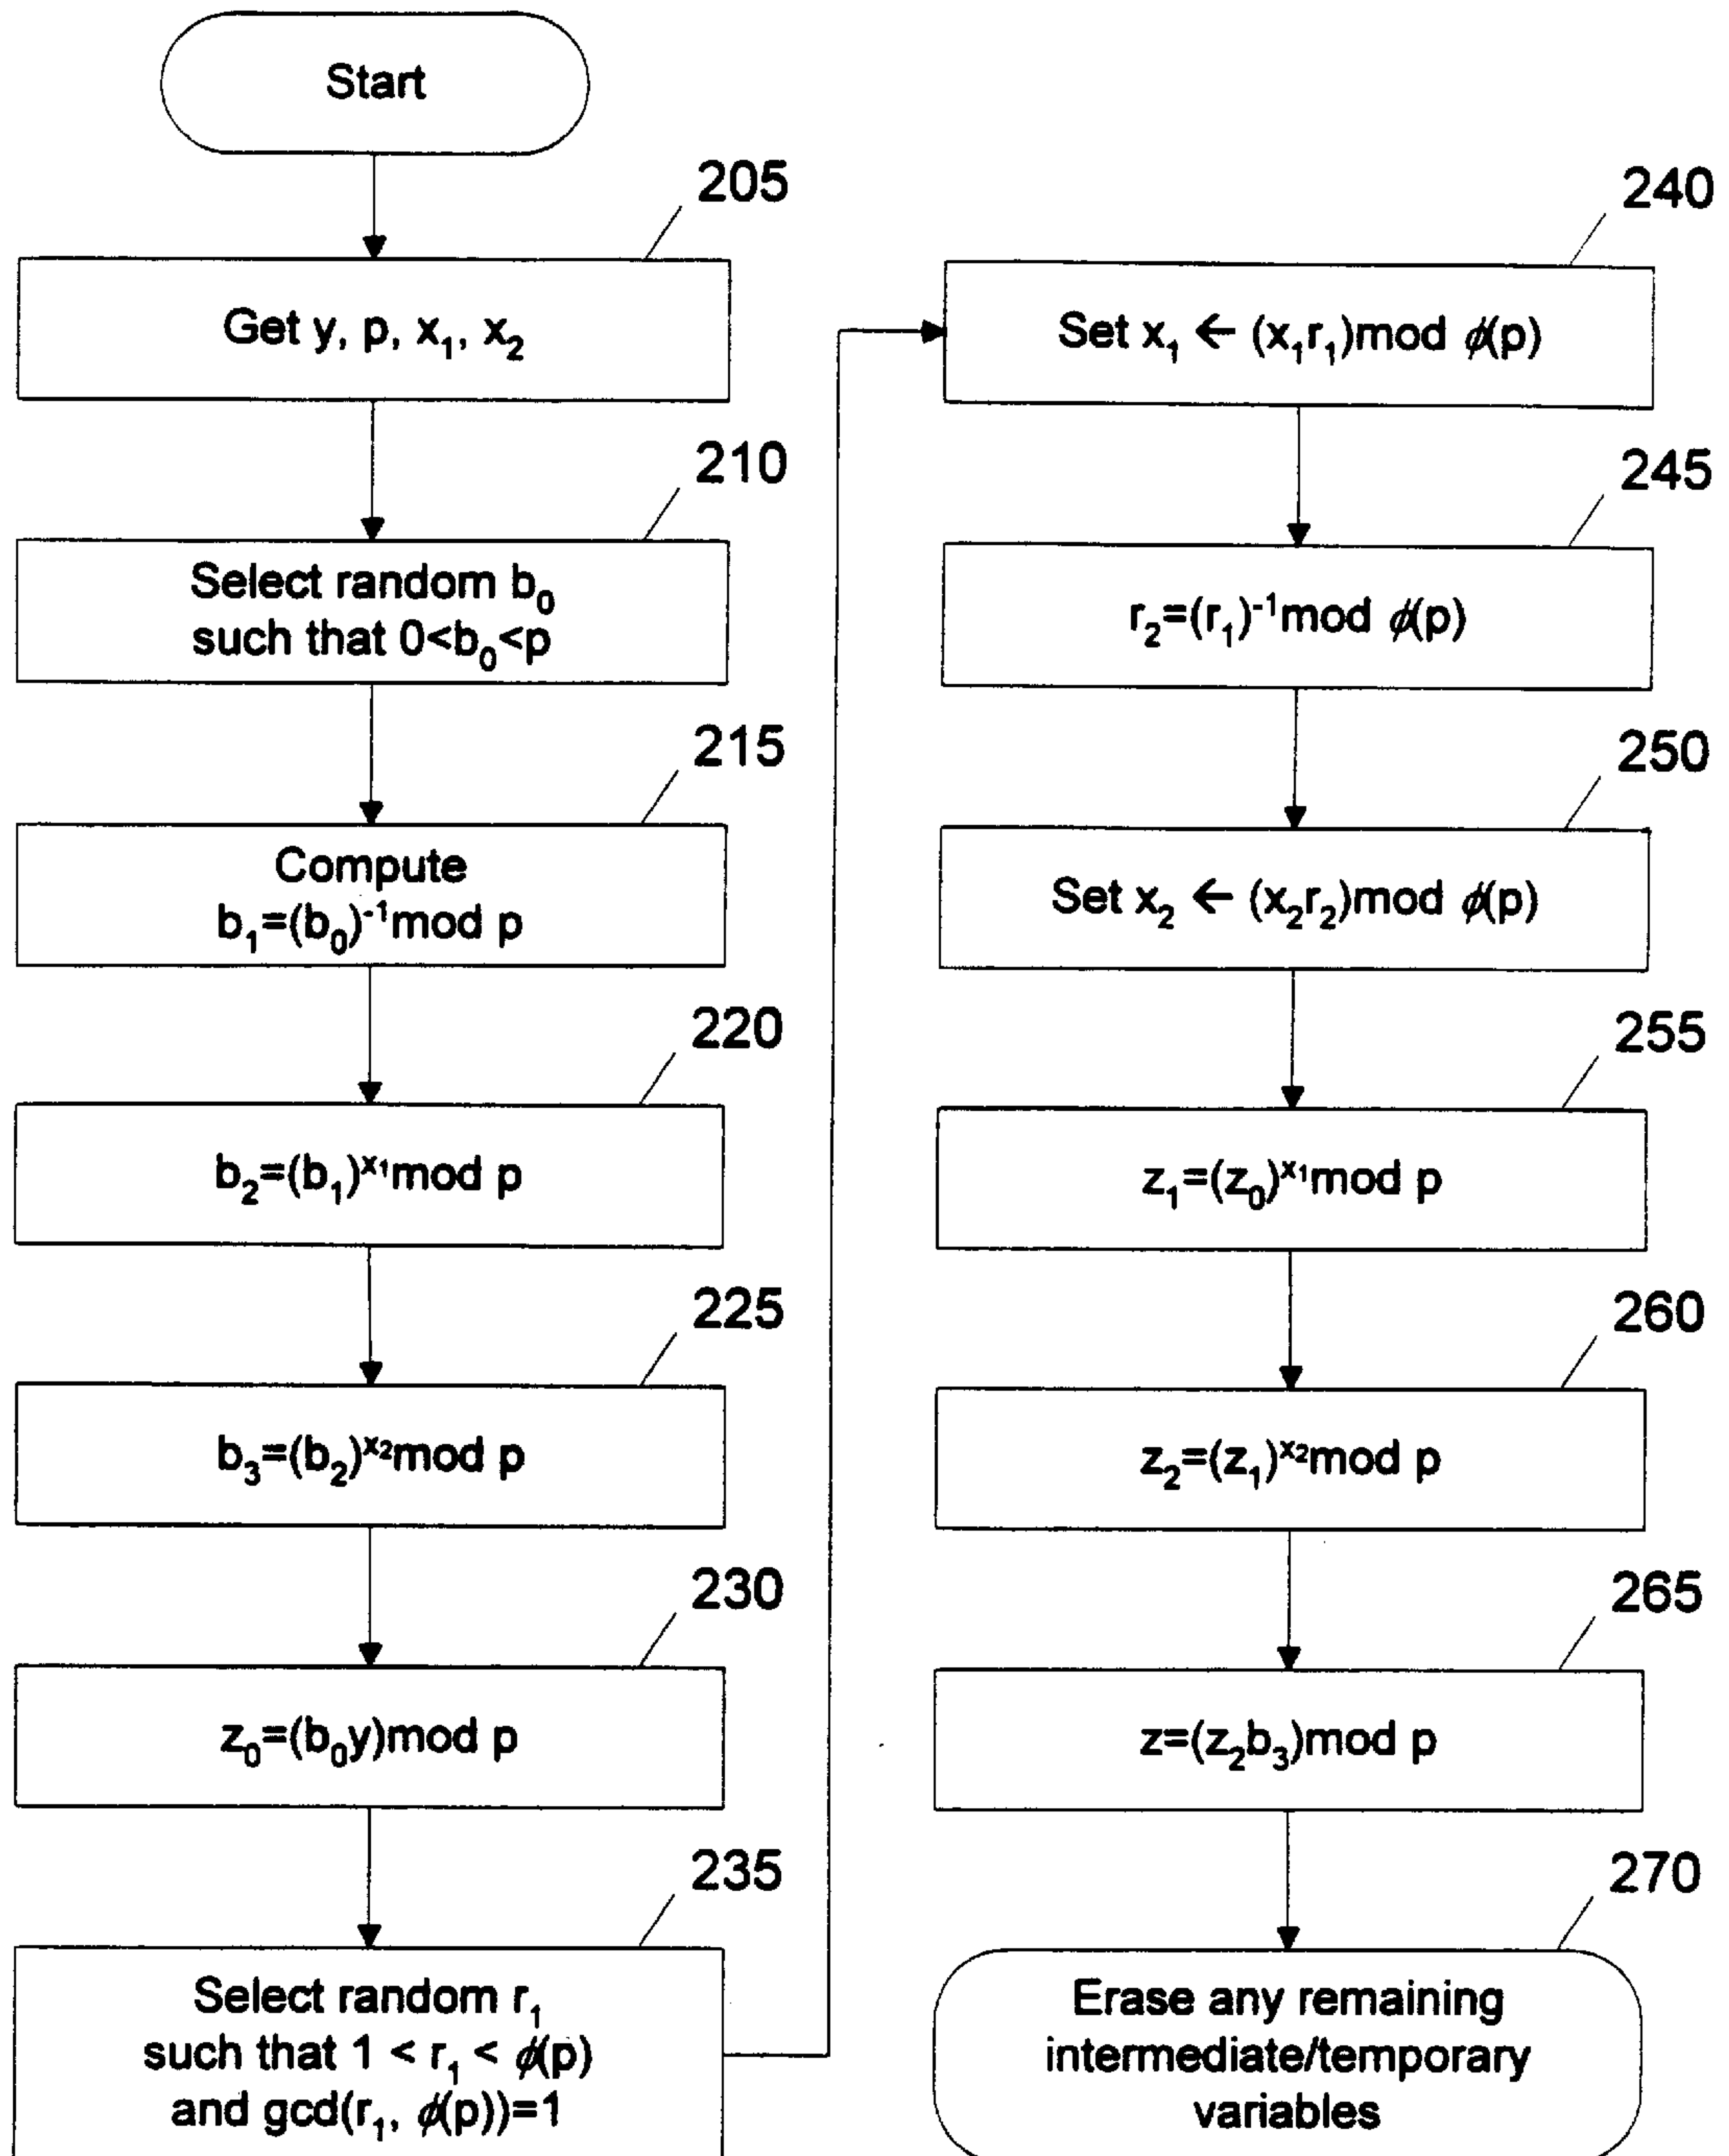 Start
205
Get y, p, x₁, x₂
210
Select random b₀
such that 0<b₀<p
215
Compute
b₁=(b₀)⁻¹mod p
220
b₂=(b₁)ˣ¹mod p
225
b₃=(b₂)ˣ²mod p
230
z₀=(b₀y)mod p
235
Select random r₁
such that 1 < r₁ < ϕ(p)
and gcd(r₁, ϕ(p))=1
240
Set x₁ ← (x₁r₁)mod ϕ(p)
245
r₂=(r₁)⁻¹mod ϕ(p)
250
Set x₂ ← (x₂r₂)mod ϕ(p)
255
z₁=(z₀)ˣ¹mod p
260
z₂=(z₁)ˣ²mod p
265
z=(z₂b₃)mod p
270
Erase any remaining
intermediate/temporary
variables